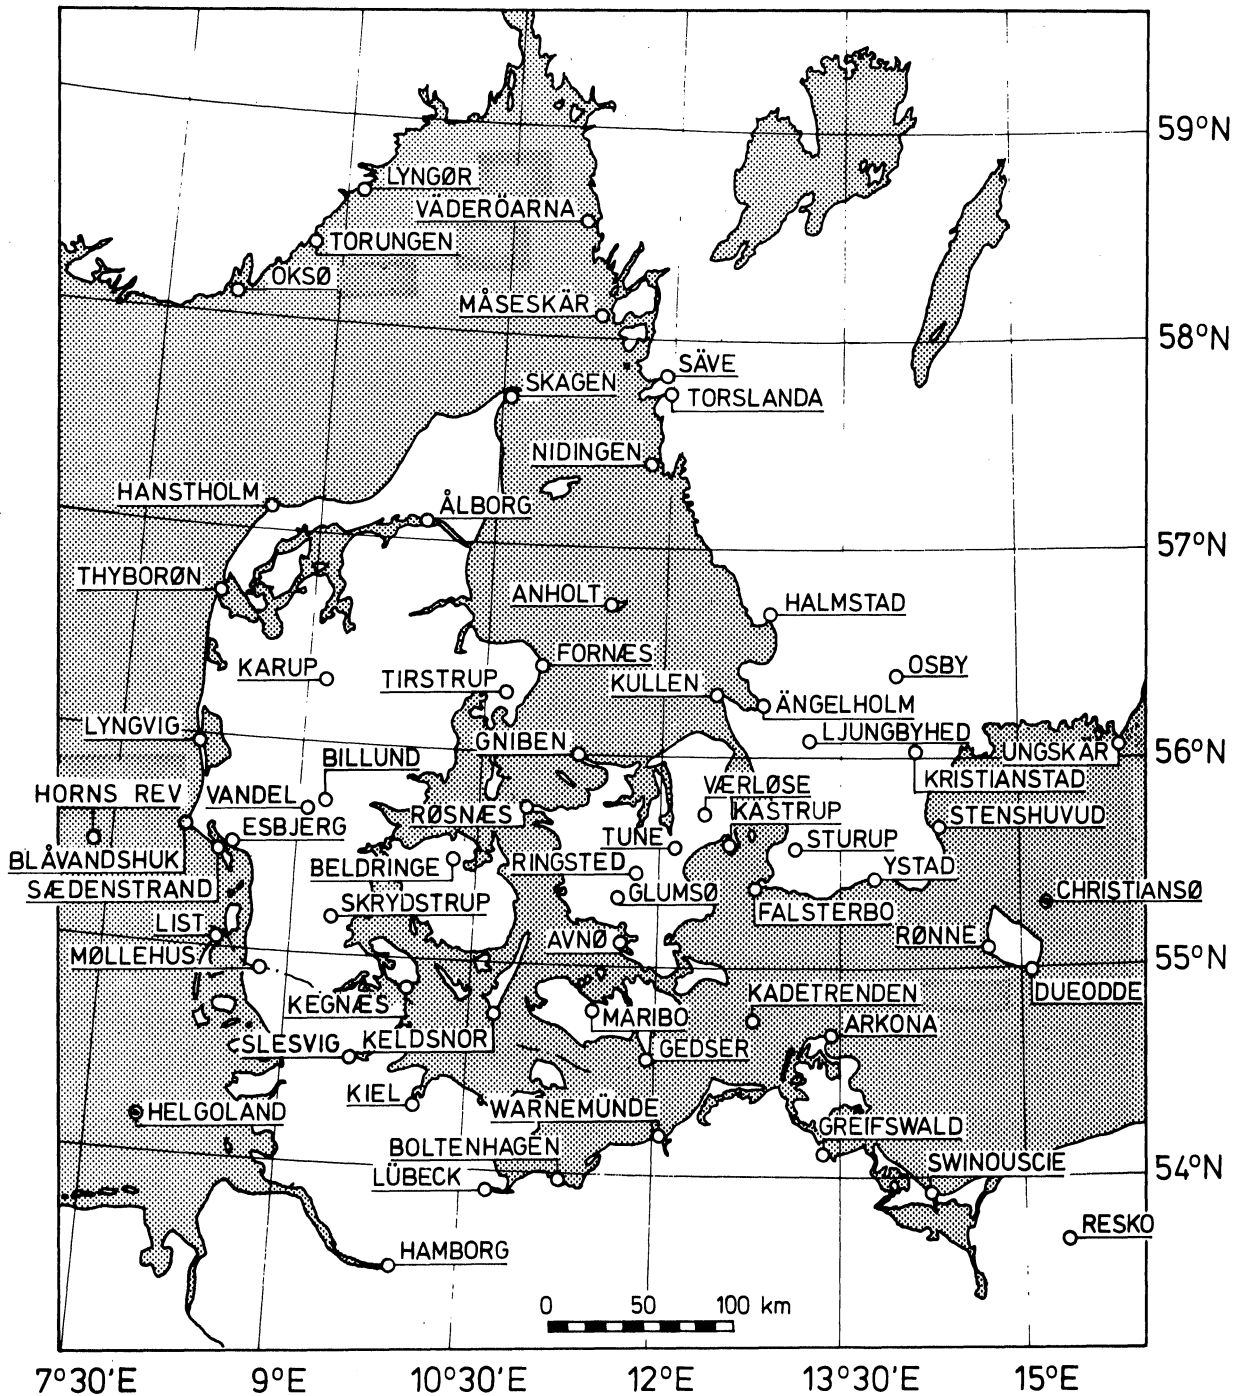 59°N
LYNGØR
VÄDERÖARNA
TORUNGEN
OKSØ
MÅSESKÄR
58°N
SÄVE
SKAGEN
TORSLANDA
NIDINGEN
HANSTHOLM
ÅLBORG
57°N
THYBORØN
ANHOLT
HALMSTAD
FORNÆS
OSBY
KARUP
TIRSTRUP
KULLEN
ÄNGELHOLM
LYNGVIG
LJUNGBYHED
GNIBEN
UNGSKÄR
56°N
BILLUND
KRISTIANSTAD
VÆRLØSE
HORNS REV
VANDEL
RØSNÆS
KASTRUP
STENSHUVUD
ESBJERG
TUNE
STURUP
BLÅVANDSHUK
BELDRINGE
RINGSTED
YSTAD
SÆDENSTRAND
GLUMSØ
CHRISTIANSØ
SKRYDSTRUP
FALSTERBO
LIST
AVNØ
RØNNE
MØLLEHUS
55°N
KADETRENDEN
DUEODDE
KEGNÆS
MARIBO
ARKONA
SLESVIG
KELDSNOR
GEDSER
KIEL
WARNEMÜNDE
HELGOLAND
GREIFSWALD
BOLTENHAGEN
SWINOUSCIE
54°N
LÜBECK
RESKO
HAMBORG
0 50 100 km
7°30'E 9°E 10°30'E 12°E 13°30'E 15°E